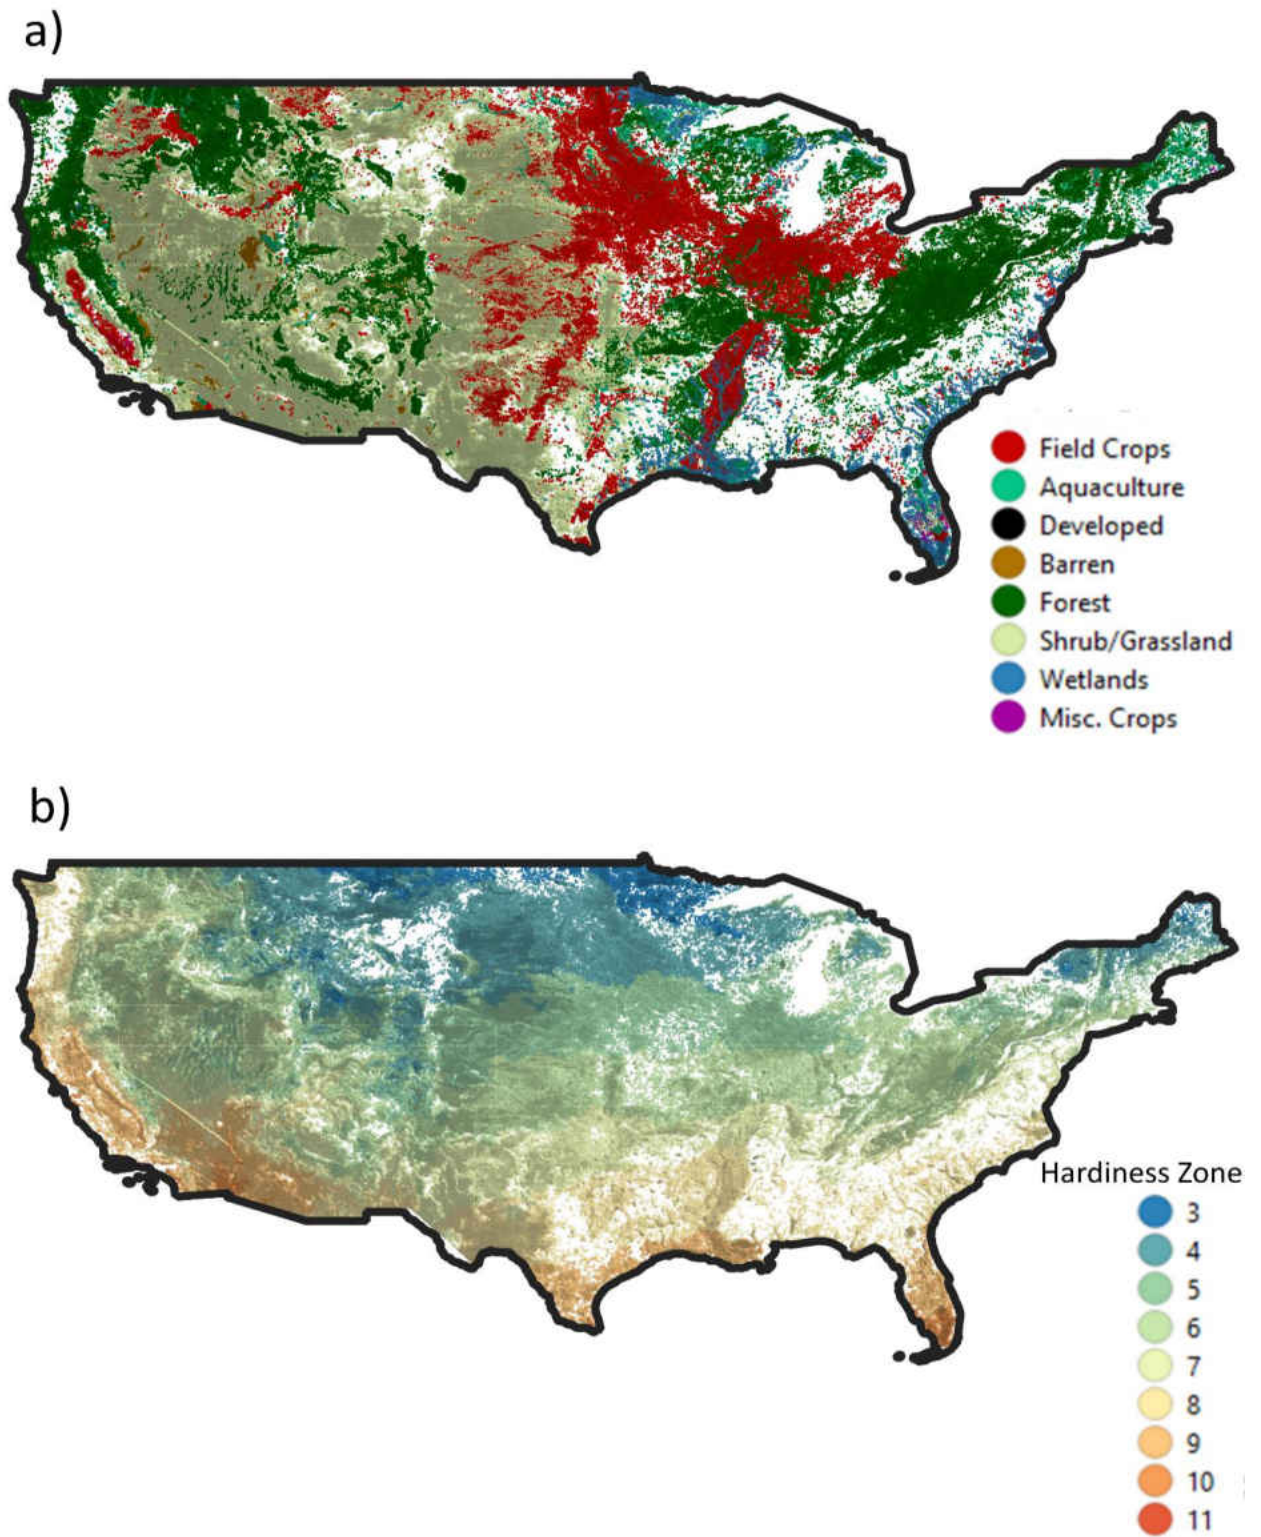 a)
Field Crops
Aquaculture
Developed
Barren
Forest
Shrub/Grassland
Wetlands
Misc. Crops
b)
Hardiness Zone
3
4
5
6
7
8
9
10
11